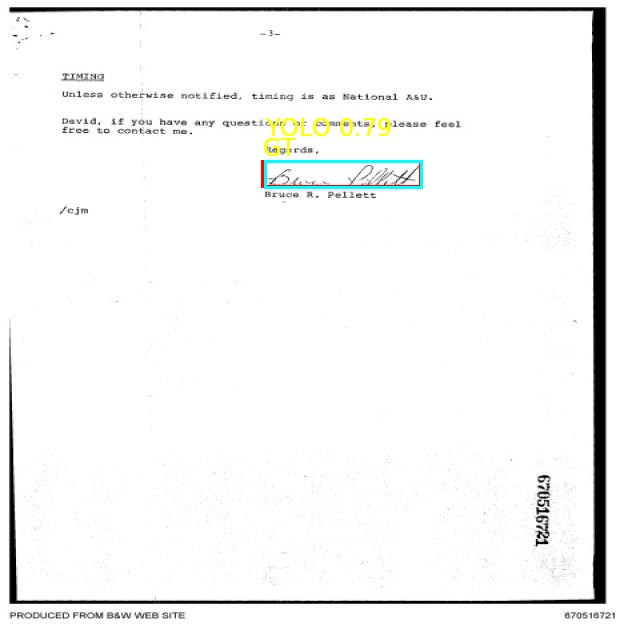 -3-
TIMING
Unless otherwise notified, timing is as National A&U.
David, if you have any questions or comments, please feel
free to contact me.
YOLO 0.79
GT
Regards,
Bruce Pellett
Bruce R. Pellett
/cjm
670516721
PRODUCED FROM B&W WEB SITE
670516721